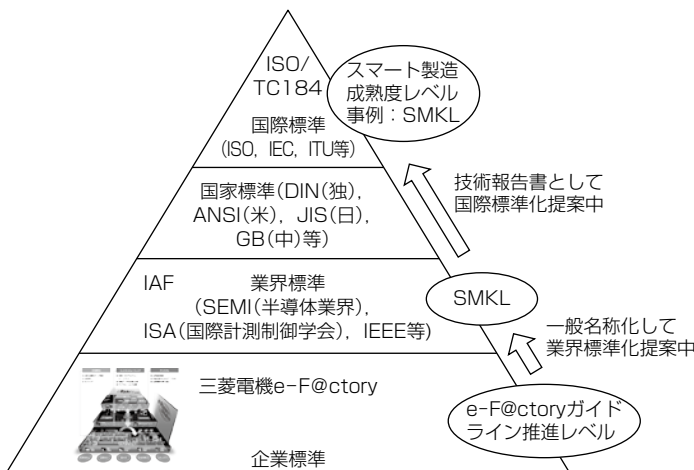 ISO/
TC184
スマート製造
成熟度レベル
事例：SMKL
国際標準
(ISO, IEC, ITU等)
技術報告書として
国際標準化提案中
国家標準(DIN(独),
ANSI(米), JIS(日),
GB(中)等)
IAF
業界標準
(SEMI(半導体業界),
ISA(国際計測制御学会), IEEE等)
SMKL
一般名称化して
業界標準化提案中
三菱電機e-F@ctory
e-F@ctoryガイド
ライン推進レベル
企業標準